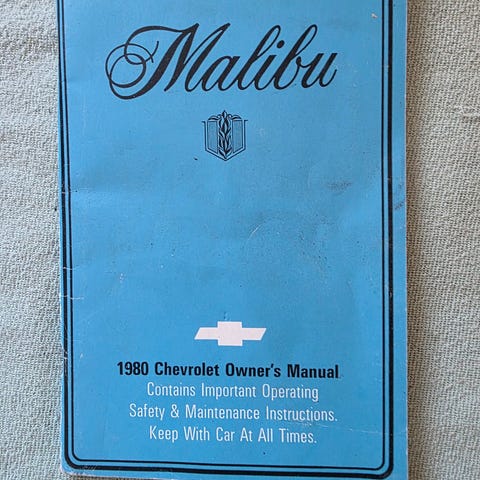 Malibu
1980 Chevrolet Owner's Manual
Contains Important Operating
Safety & Maintenance Instructions.
Keep With Car At All Times.